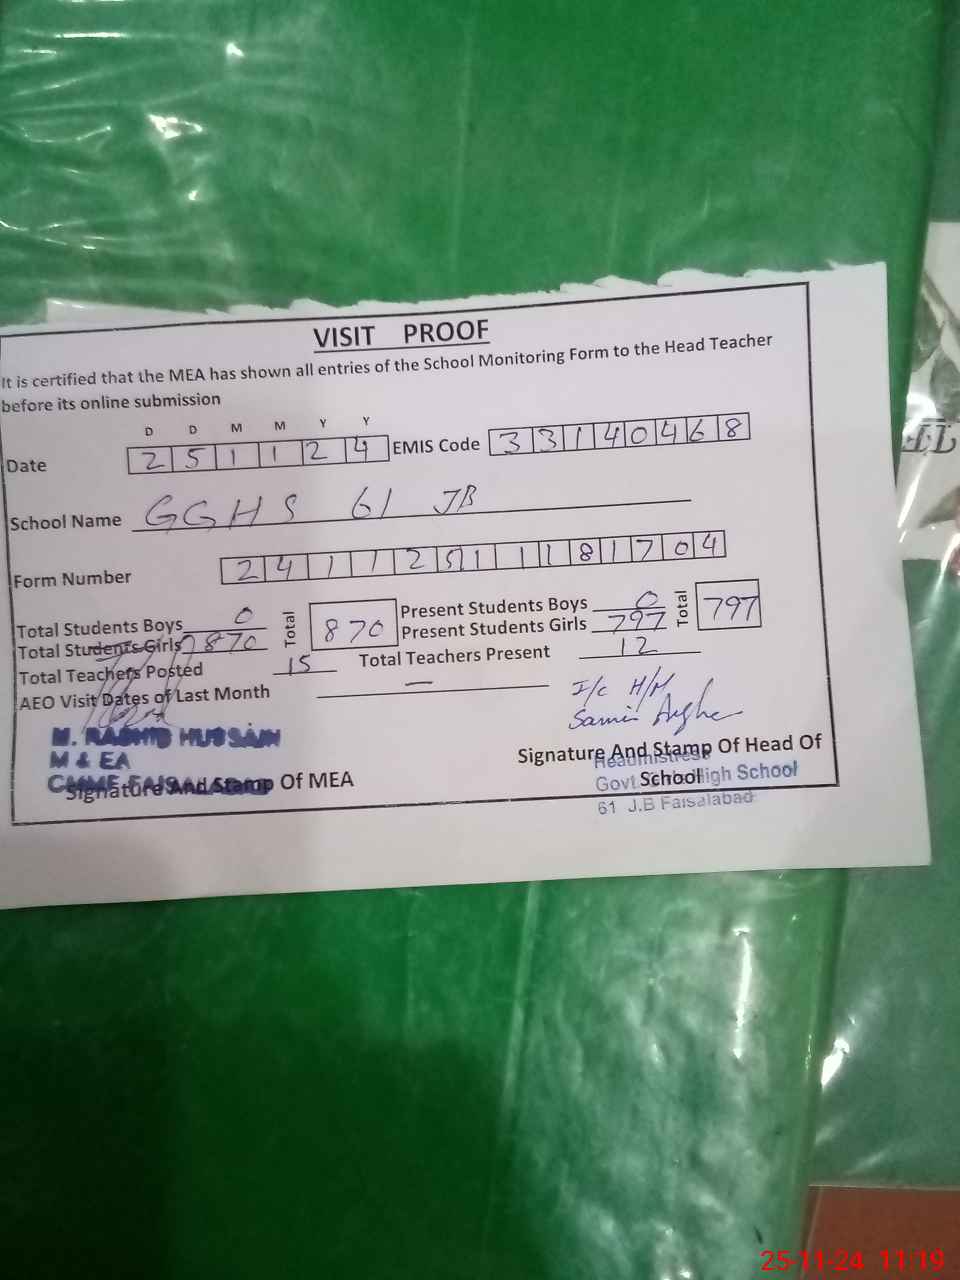 VISIT PROOF
It is certified that the MEA has shown all entries of the School Monitoring Form to the Head Teacher
before its online submission
D D M M Y Y
Date 2 5 1 1 2 4 EMIS Code 3 3 1 4 0 4 6 8
School Name GGHS 61 JB
Form Number 2 4 1 1 2 5 1 1 1 8 1 7 0 4
Total Students Boys 0 Total 870 Present Students Boys 0 Total 797
Total Students Girls 870 Present Students Girls 797
Total Teachers Posted 15 Total Teachers Present 12
AEO Visit Dates of Last Month —
I/c H/M
M. RASHID HUSSAIN
M & EA
Signature And Stamp Of MEA
Signature And Stamp Of Head Of
School
Headmistress
Govt. High School
61 J.B Faisalabad
25-11-24 11:19